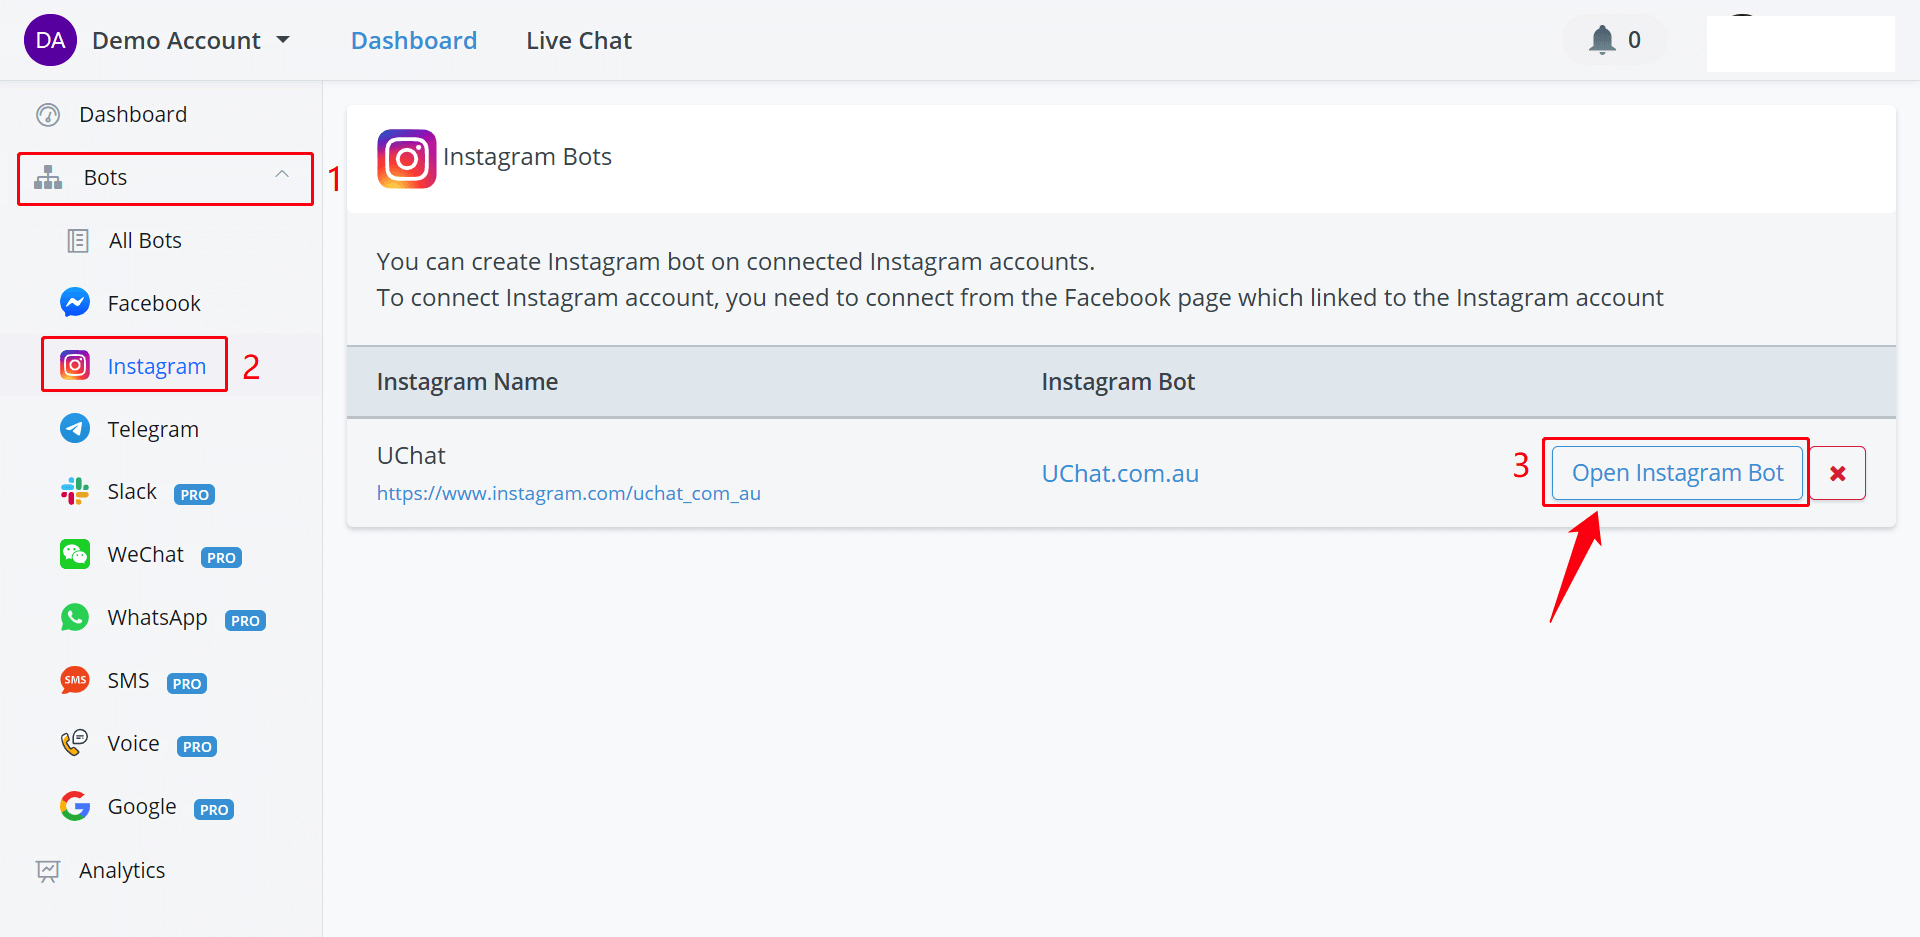 DA Demo Account Dashboard Live Chat 0
Dashboard
Bots 1
All Bots
Facebook
Instagram 2
Telegram
Slack PRO
WeChat PRO
WhatsApp PRO
SMS SMS PRO
Voice PRO
Google PRO
Analytics
Instagram Bots
You can create Instagram bot on connected Instagram accounts.
To connect Instagram account, you need to connect from the Facebook page which linked to the Instagram account
Instagram Name Instagram Bot
UChat
https://www.instagram.com/uchat_com_au
UChat.com.au
3 Open Instagram Bot